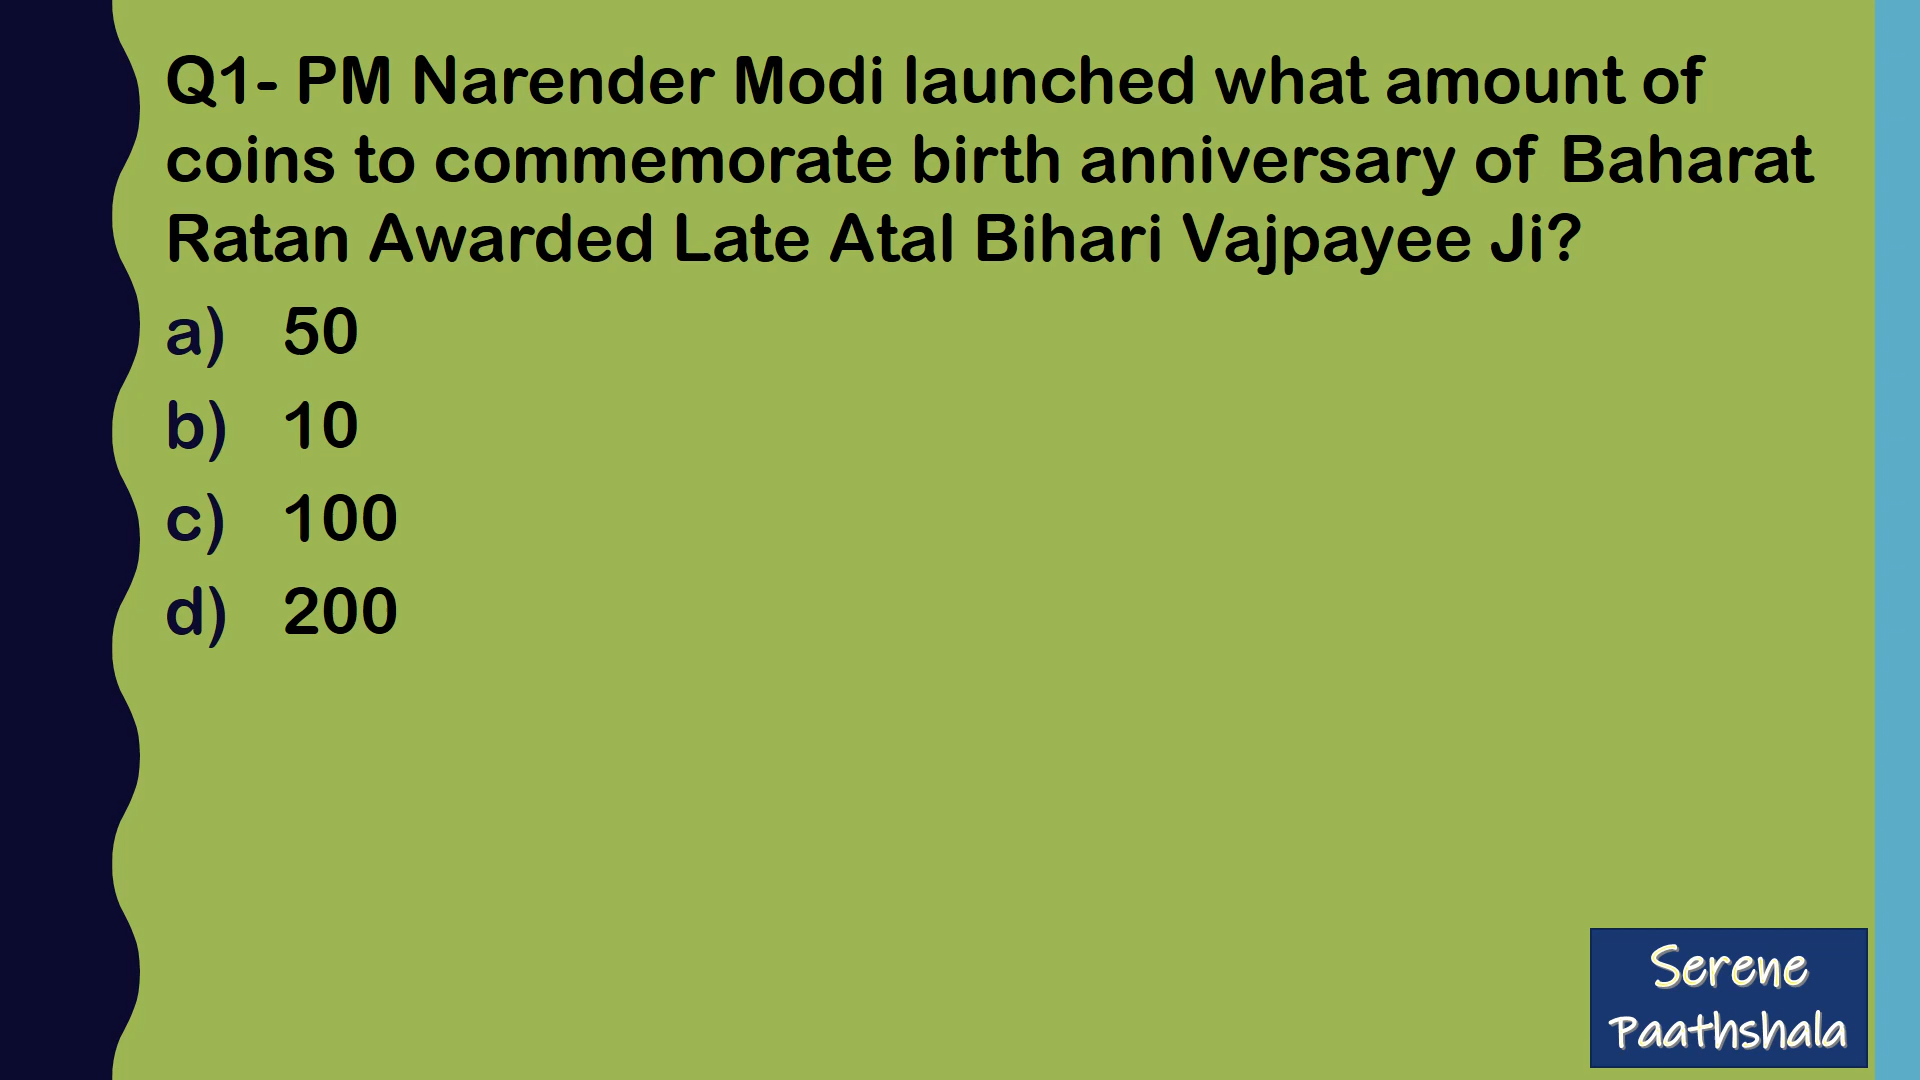 Q1- PM Narender Modi launched what amount of
coins to commemorate birth anniversary of Baharat
Ratan Awarded Late Atal Bihari Vajpayee Ji?
a) 50
b) 10
c) 100
d) 200
Serene
Paathshala